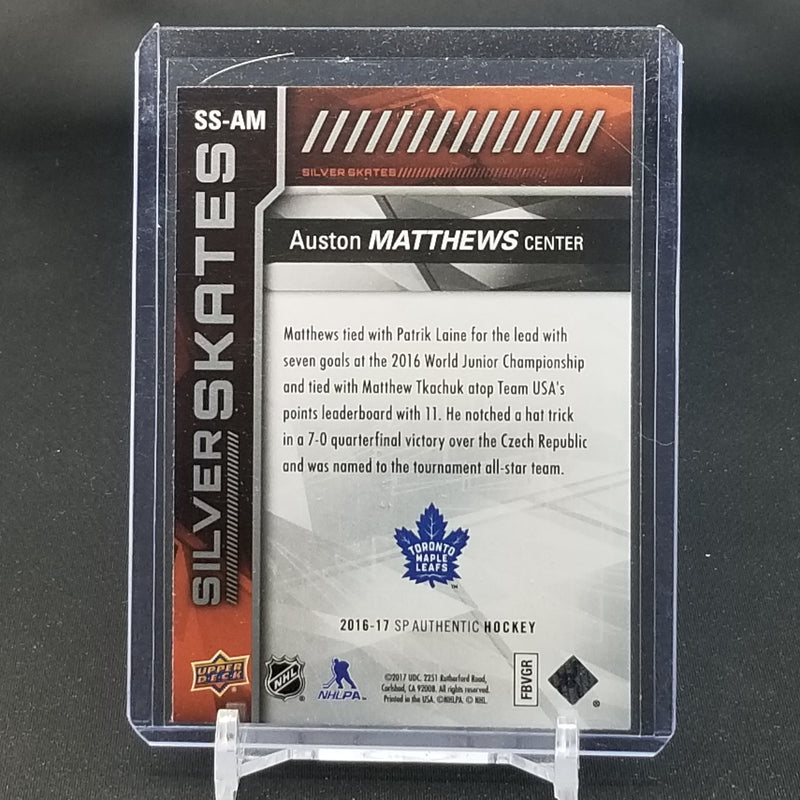 SS-AM
SILVER SKATES
SILVER SKATES
Auston MATTHEWS CENTER
Matthews tied with Patrik Laine for the lead with
seven goals at the 2016 World Junior Championship
and tied with Matthew Tkachuk atop Team USA's
points leaderboard with 11. He notched a hat trick
in a 7-0 quarterfinal victory over the Czech Republic
and was named to the tournament all-star team.
TORONTO
MAPLE
LEAFS
™
2016-17 SP AUTHENTIC HOCKEY
UPPER
DECK
®
NHL
®
NHLPA
©2017 UDC, 2251 Rutherford Road,
Carlsbad, CA 92008. All rights reserved.
Printed in the USA. ©NHLPA. © NHL.
FBVGR
®